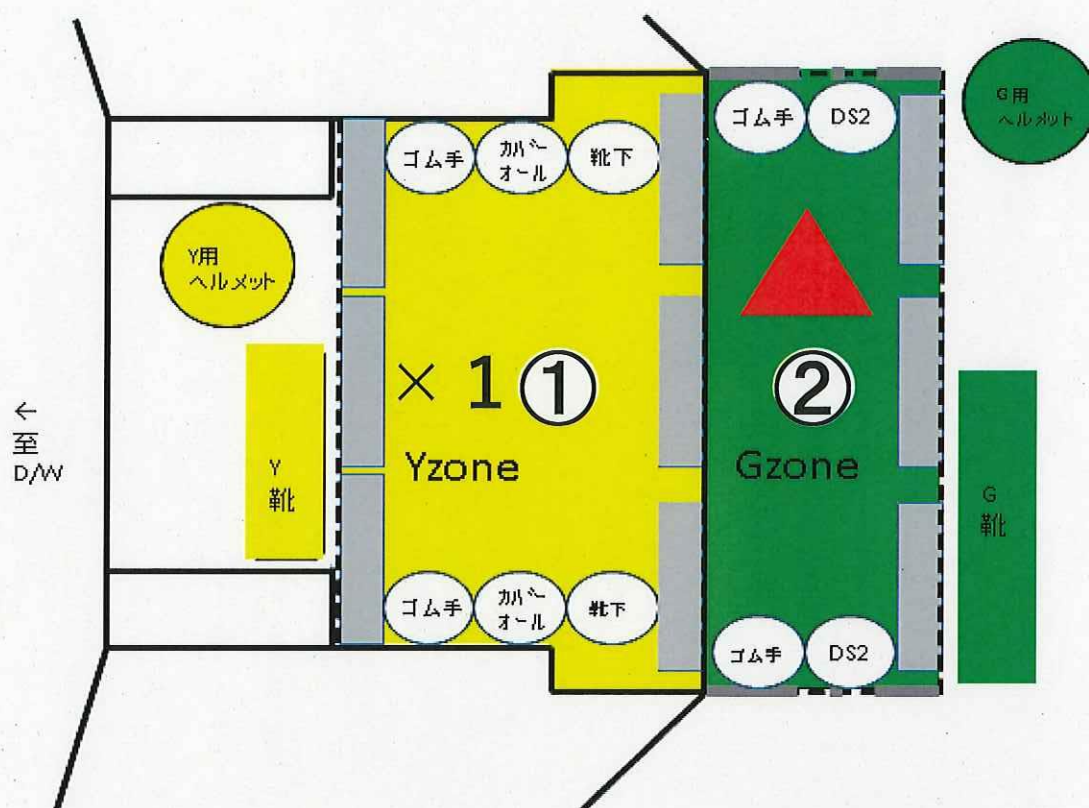 ゴム手
カバー
オール
靴下
ゴム手
DS2
G用
ヘルメット
Y用
ヘルメット
×1 ①
②
Yzone
Gzone
←
至
D/W
Y
靴
G
靴
ゴム手
カバー
オール
靴下
ゴム手
DS2